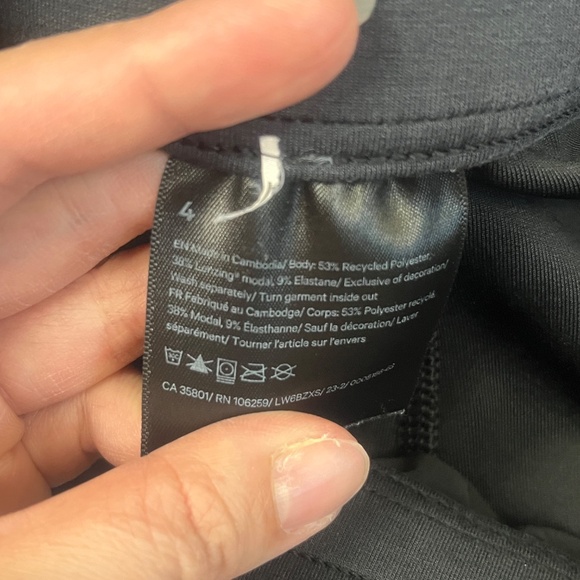 4
EN Made in Cambodia/ Body: 53% Recycled Polyester,
38% Lenzing® modal, 9% Elastane/ Exclusive of decoration/
Wash separately/ Turn garment inside out
FR Fabriqué au Cambodge/ Corps: 53% Polyester recyclé,
38% Modal, 9% Élasthanne/ Sauf la décoration/ Laver
séparément/ Tourner l'article sur l'envers
CA 35801/ RN 106259/ LW6BZXS/ 23-2/